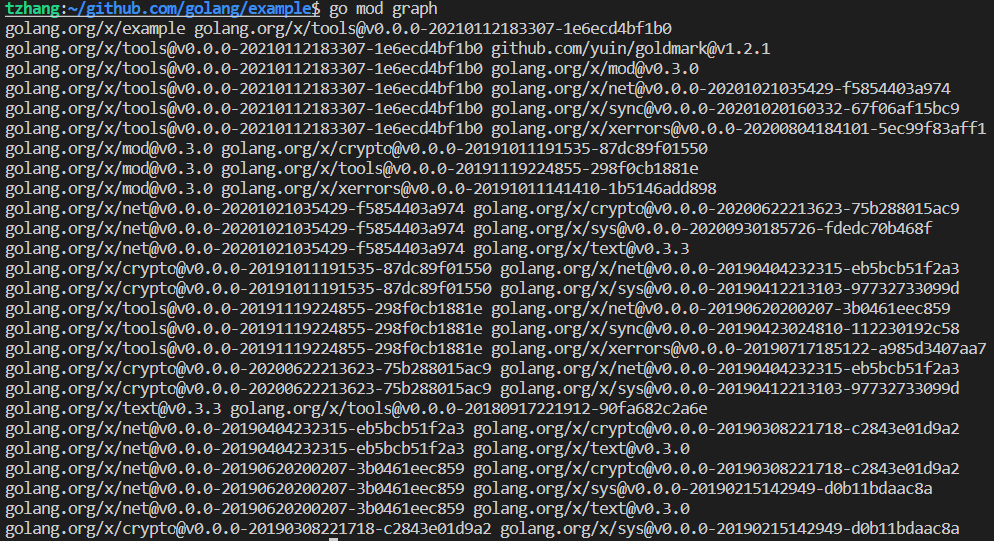 tzhang:~/github.com/golang/example$ go mod graph
golang.org/x/example golang.org/x/tools@v0.0.0-20210112183307-1e6ecd4bf1b0
golang.org/x/tools@v0.0.0-20210112183307-1e6ecd4bf1b0 github.com/yuin/goldmark@v1.2.1
golang.org/x/tools@v0.0.0-20210112183307-1e6ecd4bf1b0 golang.org/x/mod@v0.3.0
golang.org/x/tools@v0.0.0-20210112183307-1e6ecd4bf1b0 golang.org/x/net@v0.0.0-20201021035429-f5854403a974
golang.org/x/tools@v0.0.0-20210112183307-1e6ecd4bf1b0 golang.org/x/sync@v0.0.0-20201020160332-67f06af15bc9
golang.org/x/tools@v0.0.0-20210112183307-1e6ecd4bf1b0 golang.org/x/xerrors@v0.0.0-20200804184101-5ec99f83aff1
golang.org/x/mod@v0.3.0 golang.org/x/crypto@v0.0.0-20191011191535-87dc89f01550
golang.org/x/mod@v0.3.0 golang.org/x/tools@v0.0.0-20191119224855-298f0cb1881e
golang.org/x/mod@v0.3.0 golang.org/x/xerrors@v0.0.0-20191011141410-1b5146add898
golang.org/x/net@v0.0.0-20201021035429-f5854403a974 golang.org/x/crypto@v0.0.0-20200622213623-75b288015ac9
golang.org/x/net@v0.0.0-20201021035429-f5854403a974 golang.org/x/sys@v0.0.0-20200930185726-fdedc70b468f
golang.org/x/net@v0.0.0-20201021035429-f5854403a974 golang.org/x/text@v0.3.3
golang.org/x/crypto@v0.0.0-20191011191535-87dc89f01550 golang.org/x/net@v0.0.0-20190404232315-eb5bcb51f2a3
golang.org/x/crypto@v0.0.0-20191011191535-87dc89f01550 golang.org/x/sys@v0.0.0-20190412213103-97732733099d
golang.org/x/tools@v0.0.0-20191119224855-298f0cb1881e golang.org/x/net@v0.0.0-20190620200207-3b0461eec859
golang.org/x/tools@v0.0.0-20191119224855-298f0cb1881e golang.org/x/sync@v0.0.0-20190423024810-112230192c58
golang.org/x/tools@v0.0.0-20191119224855-298f0cb1881e golang.org/x/xerrors@v0.0.0-20190717185122-a985d3407aa7
golang.org/x/crypto@v0.0.0-20200622213623-75b288015ac9 golang.org/x/net@v0.0.0-20190404232315-eb5bcb51f2a3
golang.org/x/crypto@v0.0.0-20200622213623-75b288015ac9 golang.org/x/sys@v0.0.0-20190412213103-97732733099d
golang.org/x/text@v0.3.3 golang.org/x/tools@v0.0.0-20180917221912-90fa682c2a6e
golang.org/x/net@v0.0.0-20190404232315-eb5bcb51f2a3 golang.org/x/crypto@v0.0.0-20190308221718-c2843e01d9a2
golang.org/x/net@v0.0.0-20190404232315-eb5bcb51f2a3 golang.org/x/text@v0.3.0
golang.org/x/net@v0.0.0-20190620200207-3b0461eec859 golang.org/x/crypto@v0.0.0-20190308221718-c2843e01d9a2
golang.org/x/net@v0.0.0-20190620200207-3b0461eec859 golang.org/x/sys@v0.0.0-20190215142949-d0b11bdaac8a
golang.org/x/net@v0.0.0-20190620200207-3b0461eec859 golang.org/x/text@v0.3.0
golang.org/x/crypto@v0.0.0-20190308221718-c2843e01d9a2 golang.org/x/sys@v0.0.0-20190215142949-d0b11bdaac8a